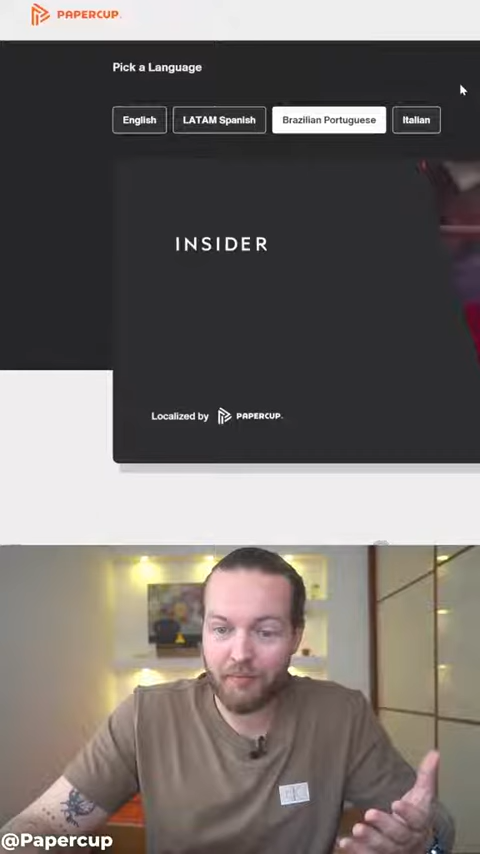 PAPERCUP
Pick a Language
English
LATAM Spanish
Brazilian Portuguese
Italian
INSIDER
Localized by PAPERCUP.
@Papercup